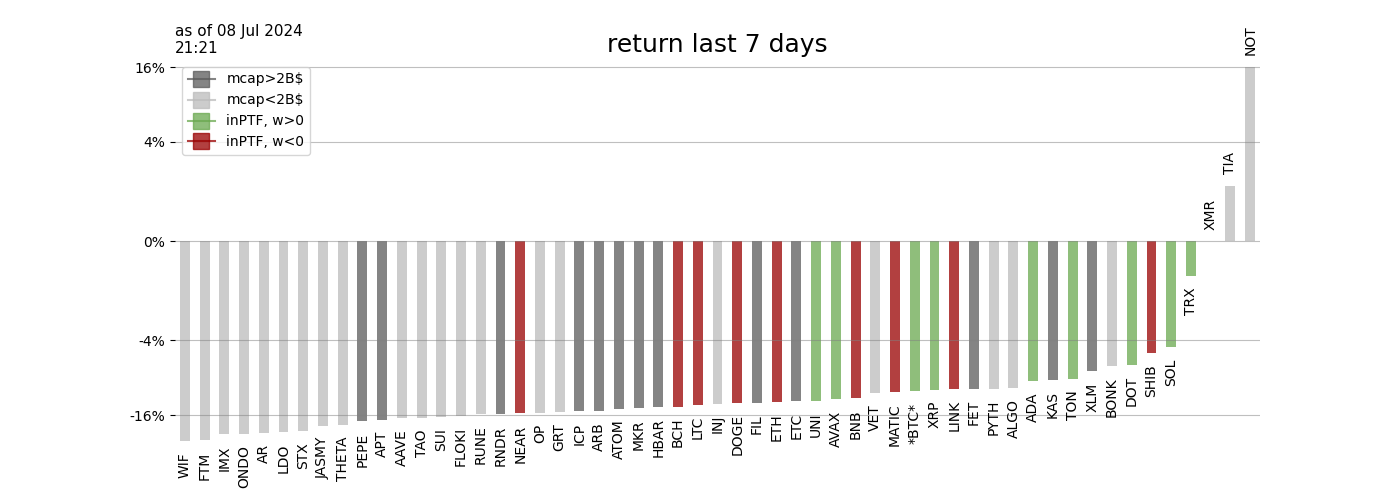 as of 08 Jul 2024
21:21
return last 7 days
16%
4%
0%
-4%
-16%
mcap>2B$
mcap<2B$
inPTF, w>0
inPTF, w<0
WIF
FTM
IMX
ONDO
AR
LDO
STX
JASMY
THETA
PEPE
APT
AAVE
TAO
SUI
FLOKI
RUNE
RNDR
NEAR
OP
GRT
ICP
ARB
ATOM
MKR
HBAR
BCH
LTC
INJ
DOGE
FIL
ETH
ETC
UNI
AVAX
BNB
VET
MATIC
*BTC*
XRP
LINK
FET
PYTH
ALGO
ADA
KAS
TON
XLM
BONK
DOT
SHIB
SOL
TRX
XMR
TIA
NOT